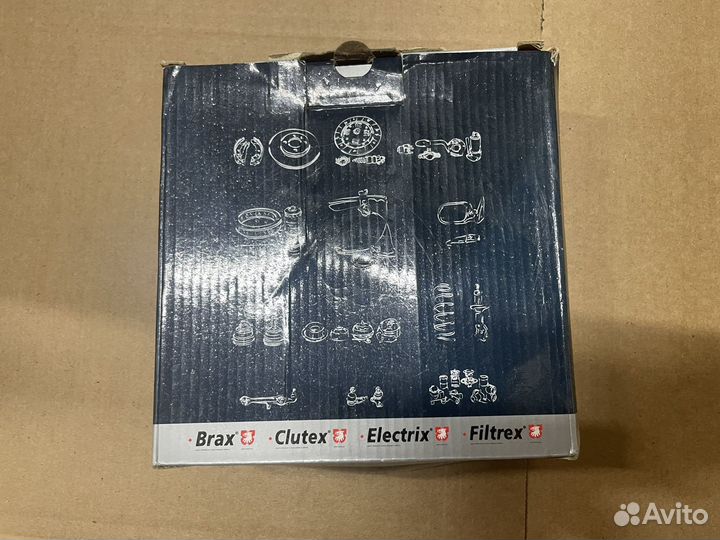 · Brax® · Clutex® · Electrix® · Filtrex®
Avito